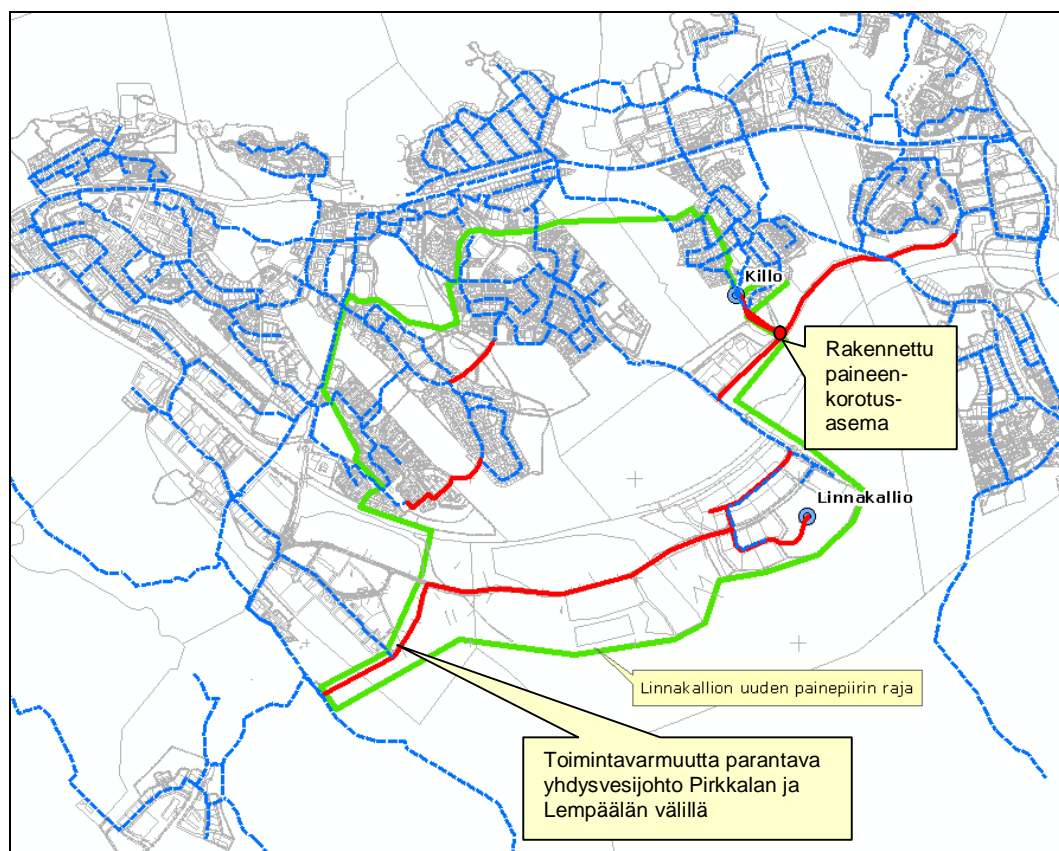 Killo
Rakennettu
paineen-
korotus-
asema
Linnakallio
Linnakallion uuden painepiirin raja
Toimintavarmuutta parantava
yhdysvesijohto Pirkkalan ja
Lempäälän välillä